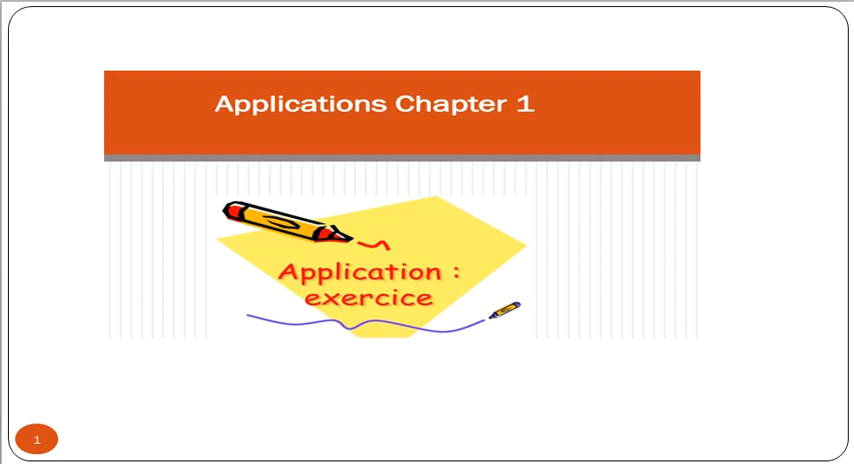 Applications Chapter 1
Application :
exercice
1